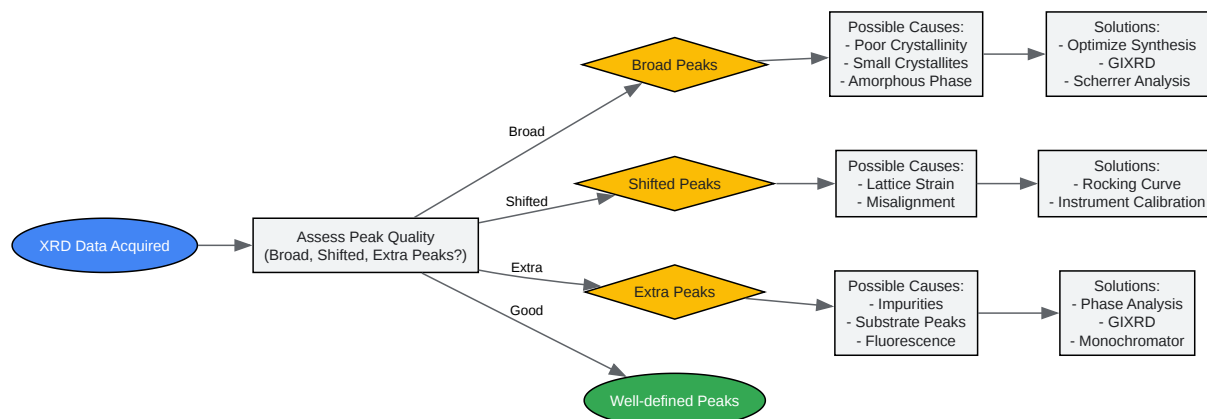 XRD Data Acquired
Assess Peak Quality
(Broad, Shifted, Extra Peaks?)
Broad
Broad Peaks
Possible Causes:
- Poor Crystallinity
- Small Crystallites
- Amorphous Phase
Solutions:
- Optimize Synthesis
- GIXRD
- Scherrer Analysis
Shifted
Shifted Peaks
Possible Causes:
- Lattice Strain
- Misalignment
Solutions:
- Rocking Curve
- Instrument Calibration
Extra
Extra Peaks
Possible Causes:
- Impurities
- Substrate Peaks
- Fluorescence
Solutions:
- Phase Analysis
- GIXRD
- Monochromator
Good
Well-defined Peaks